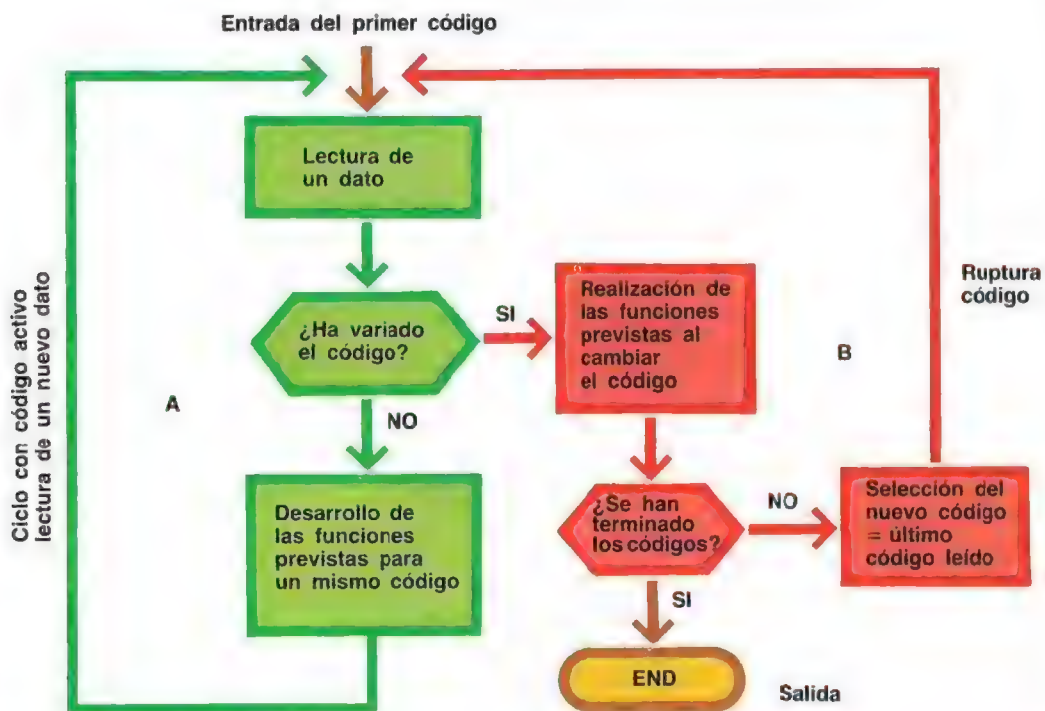 Entrada del primer código
Lectura de
un dato
¿Ha variado
el código?
SI
Realización de
las funciones
previstas al
cambiar
el código
Ruptura
código
B
A
NO
Ciclo con código activo
lectura de un nuevo dato
Desarrollo de
las funciones
previstas para
un mismo código
¿Se han
terminado
los códigos?
NO
Selección del
nuevo código
= último
código leído
SI
END
Salida